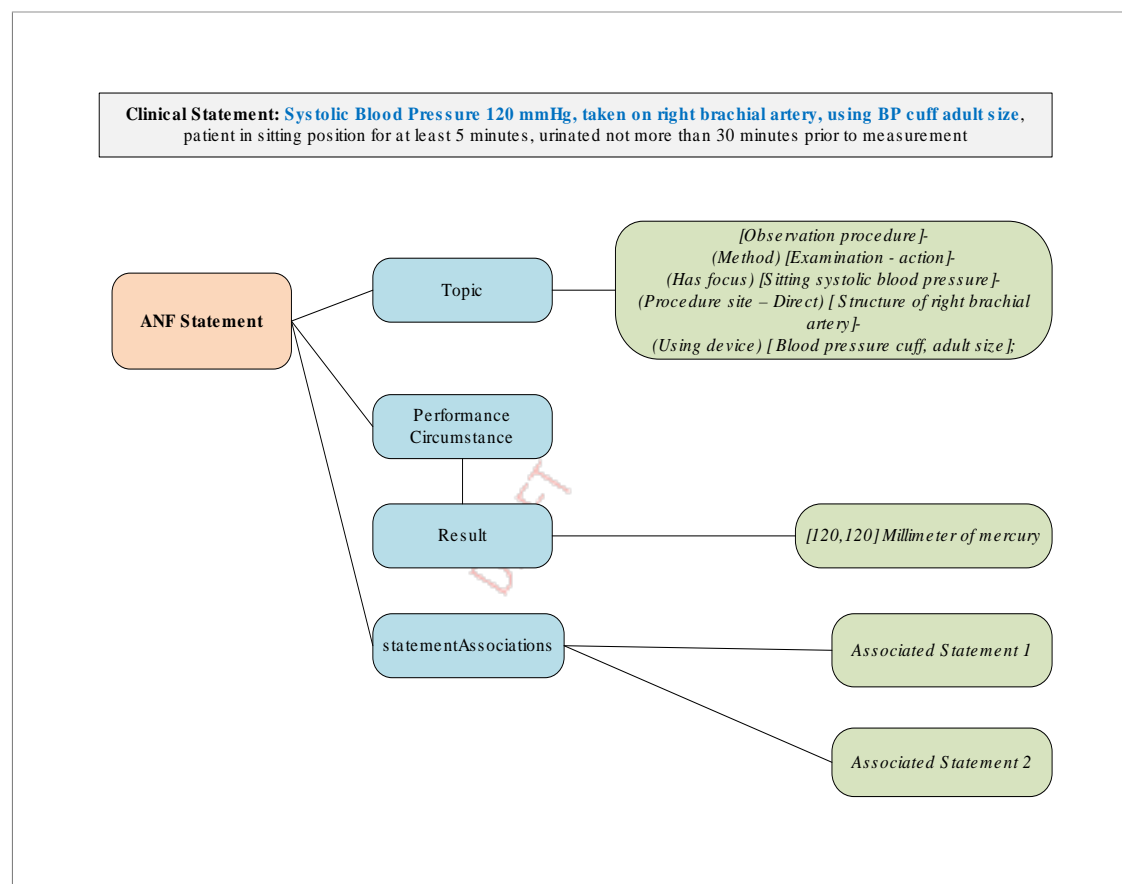 Clinical Statement: Systolic Blood Pressure 120 mmHg, taken on right brachial artery, using BP cuff adult size,
patient in sitting position for at least 5 minutes, urinated not more than 30 minutes prior to measurement
[Observation procedure]-
(Method) [Examination - action]-
(Has focus) [Sitting systolic blood pressure]-
(Procedure site – Direct) [ Structure of right brachial
artery]-
(Using device) [ Blood pressure cuff, adult size];
Topic
ANF Statement
Performance
Circumstance
Result
[120,120] Millimeter of mercury
statementAssociations
Associated Statement 1
Associated Statement 2